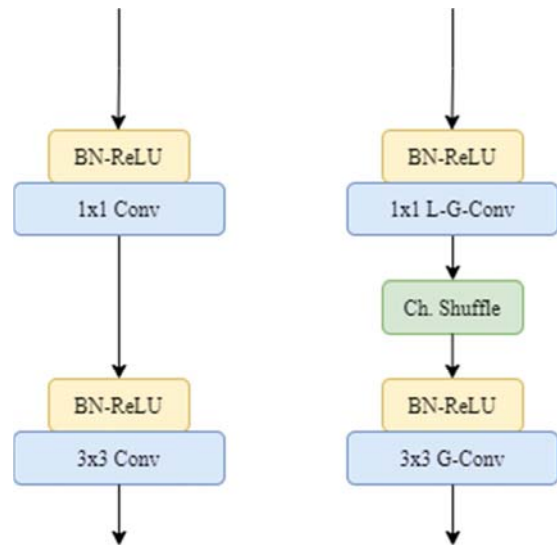 BN-ReLU
1x1 Conv
BN-ReLU
3x3 Conv
BN-ReLU
1x1 L-G-Conv
Ch. Shuffle
BN-ReLU
3x3 G-Conv